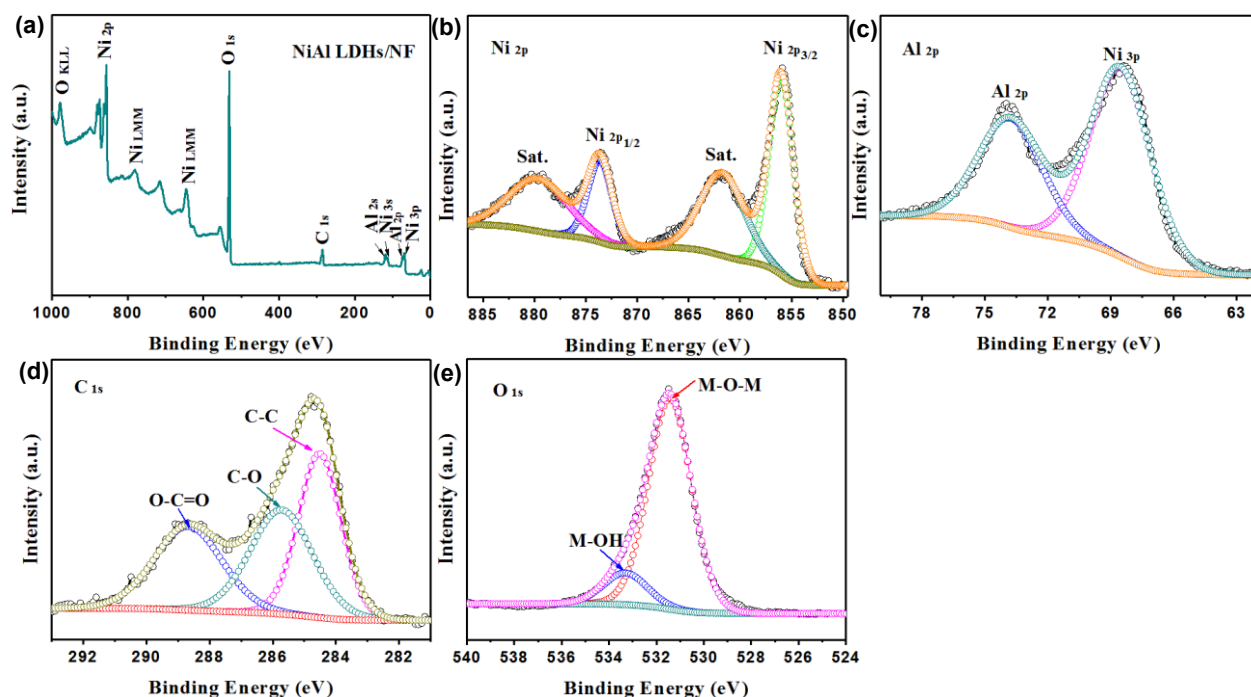 (a)
NiAl LDHs/NF
O KLL
Ni 2p
Ni LMM
Ni LMM
O 1s
C 1s
Al 2s
Ni 3s
Al 2p
Ni 3p
Intensity (a.u.)
1000 800 600 400 200 0
Binding Energy (eV)
(b)
Ni 2p
Sat.
Ni 2p1/2
Sat.
Ni 2p3/2
Intensity (a.u.)
885 880 875 870 865 860 855 850
Binding Energy (eV)
(c)
Al 2p
Al 2p
Ni 3p
Intensity (a.u.)
78 75 72 69 66 63
Binding Energy (eV)
(d)
C 1s
O-C=O
C-O
C-C
Intensity (a.u.)
292 290 288 286 284 282
Binding Energy (eV)
(e)
O 1s
M-OH
M-O-M
Intensity (a.u.)
540 538 536 534 532 530 528 526 524
Binding Energy (eV)